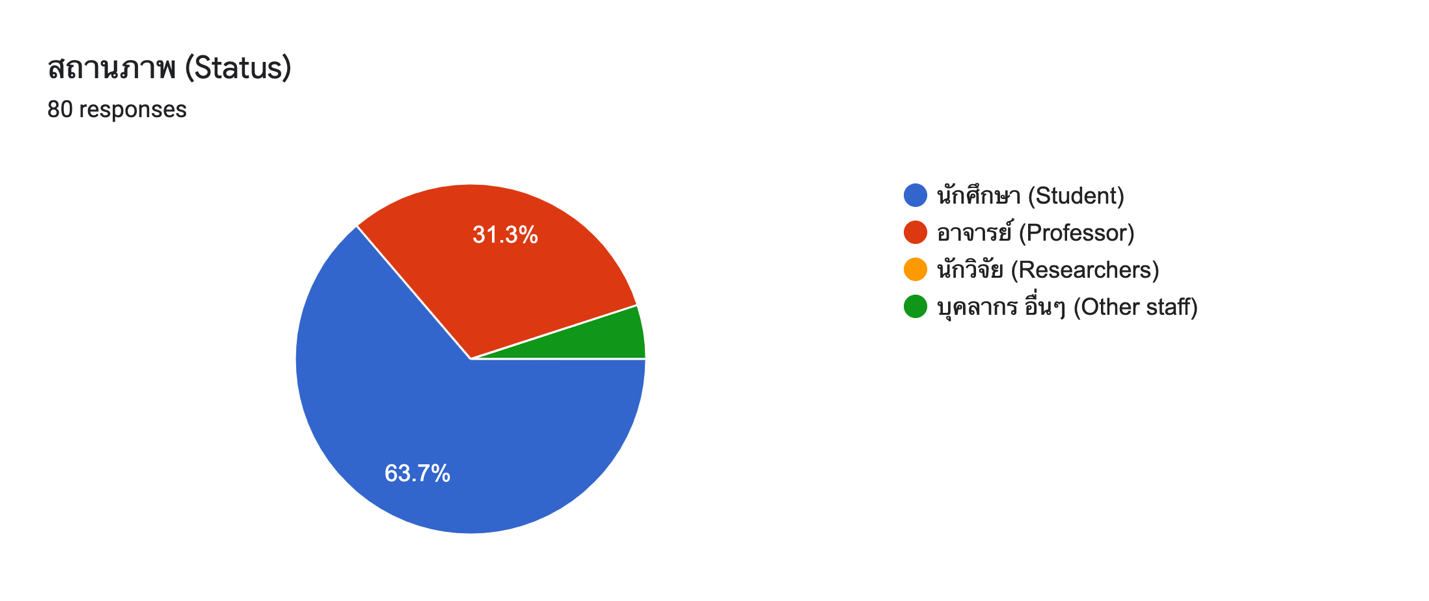 สถานภาพ (Status)
80 responses
31.3%
63.7%
นักศึกษา (Student)
อาจารย์ (Professor)
นักวิจัย (Researchers)
บุคลากร อื่นๆ (Other staff)